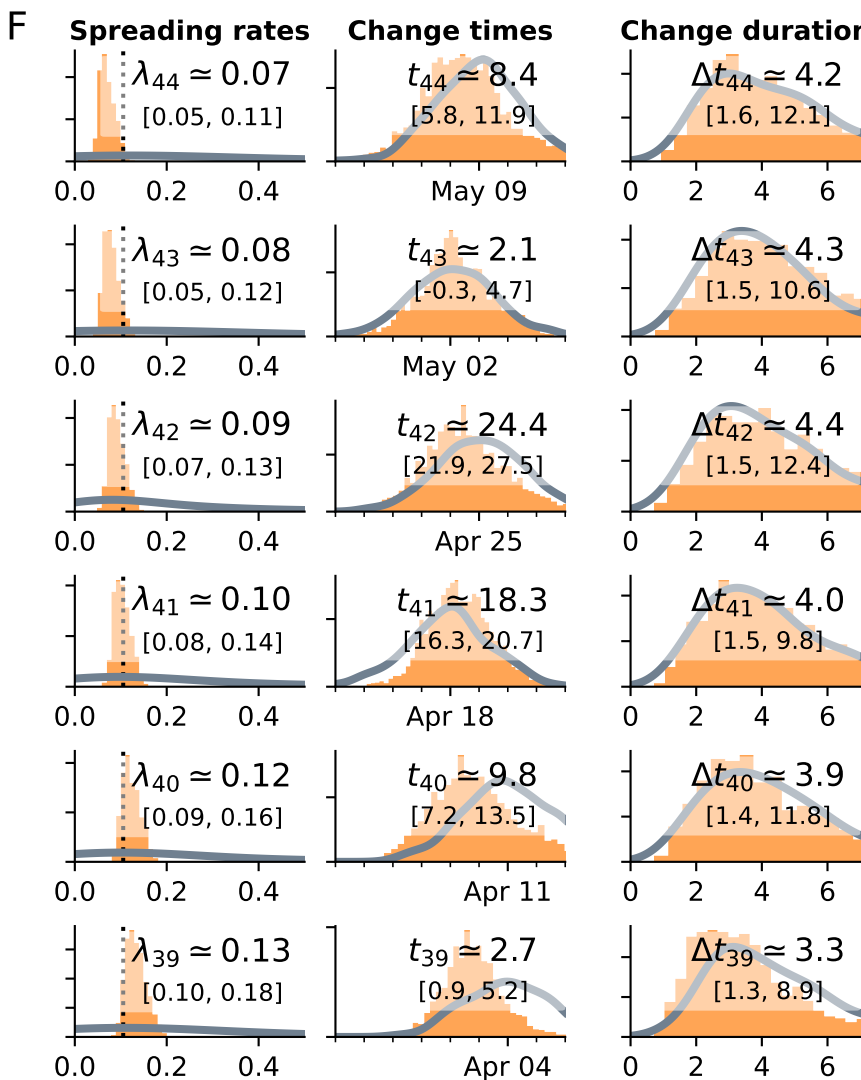 F
Spreading rates Change times Change duration
λ44 ≃ 0.07 t44 ≃ 8.4 Δt44 ≃ 4.2
[0.05, 0.11] [5.8, 11.9] [1.6, 12.1]
0.0 0.2 0.4 May 09 0 2 4 6
λ43 ≃ 0.08 t43 ≃ 2.1 Δt43 ≃ 4.3
[0.05, 0.12] [-0.3, 4.7] [1.5, 10.6]
0.0 0.2 0.4 May 02 0 2 4 6
λ42 ≃ 0.09 t42 ≃ 24.4 Δt42 ≃ 4.4
[0.07, 0.13] [21.9, 27.5] [1.5, 12.4]
0.0 0.2 0.4 Apr 25 0 2 4 6
λ41 ≃ 0.10 t41 ≃ 18.3 Δt41 ≃ 4.0
[0.08, 0.14] [16.3, 20.7] [1.5, 9.8]
0.0 0.2 0.4 Apr 18 0 2 4 6
λ40 ≃ 0.12 t40 ≃ 9.8 Δt40 ≃ 3.9
[0.09, 0.16] [7.2, 13.5] [1.4, 11.8]
0.0 0.2 0.4 Apr 11 0 2 4 6
λ39 ≃ 0.13 t39 ≃ 2.7 Δt39 ≃ 3.3
[0.10, 0.18] [0.9, 5.2] [1.3, 8.9]
0.0 0.2 0.4 Apr 04 0 2 4 6